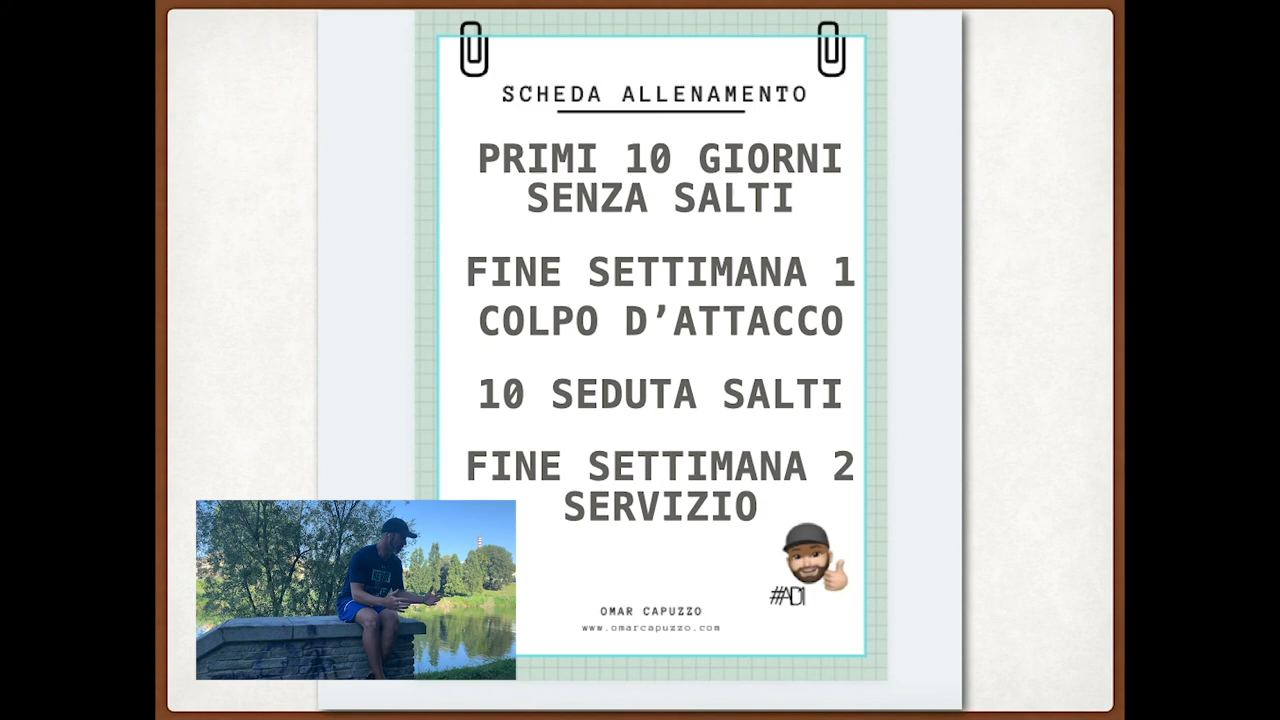 SCHEDA ALLENAMENTO
PRIMI 10 GIORNI
SENZA SALTI
FINE SETTIMANA 1
COLPO D’ATTACCO
10 SEDUTA SALTI
FINE SETTIMANA 2
SERVIZIO
#AD1
OMAR CAPUZZO
www.omarcapuzzo.com